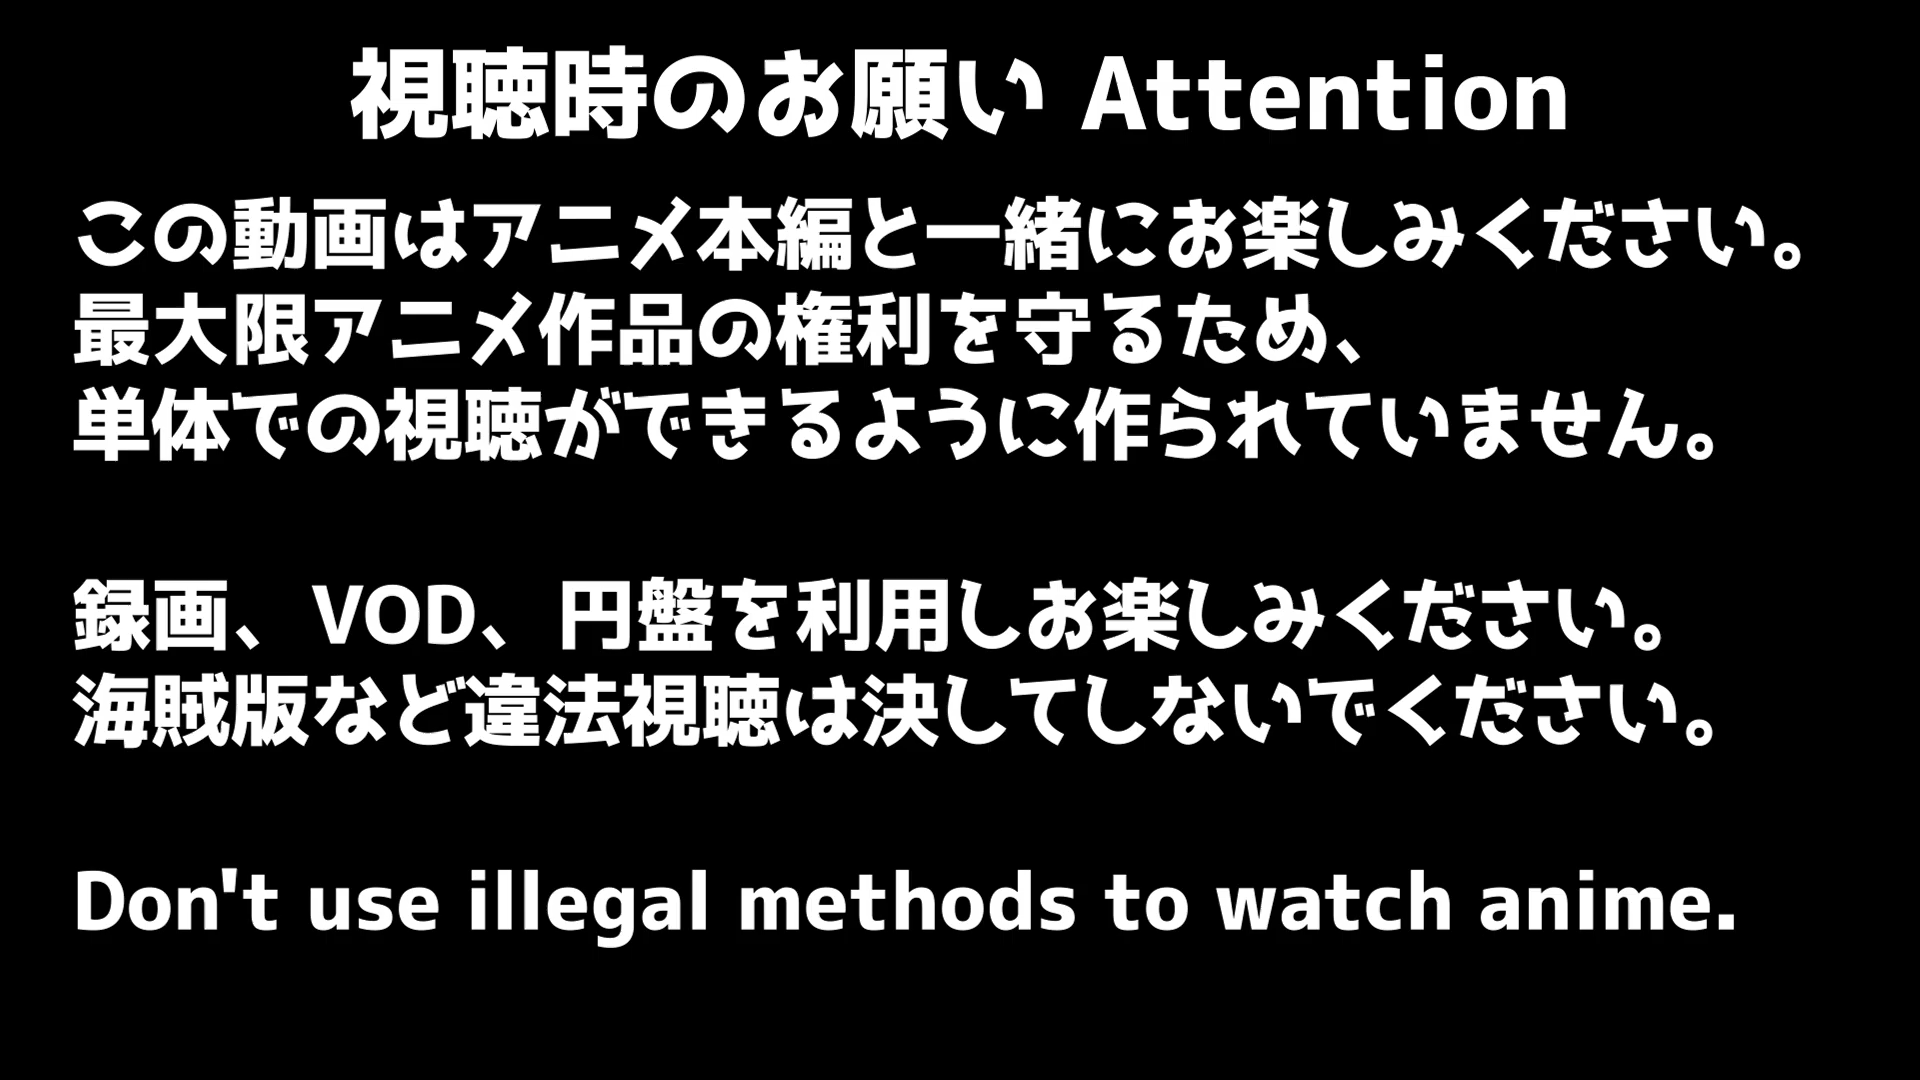 視聴時のお願い Attention
この動画はアニメ本編と一緒にお楽しみください。
最大限アニメ作品の権利を守るため、
単体での視聴ができるように作られていません。
録画、VOD、円盤を利用しお楽しみください。
海賊版など違法視聴は決してしないでください。
Don't use illegal methods to watch anime.